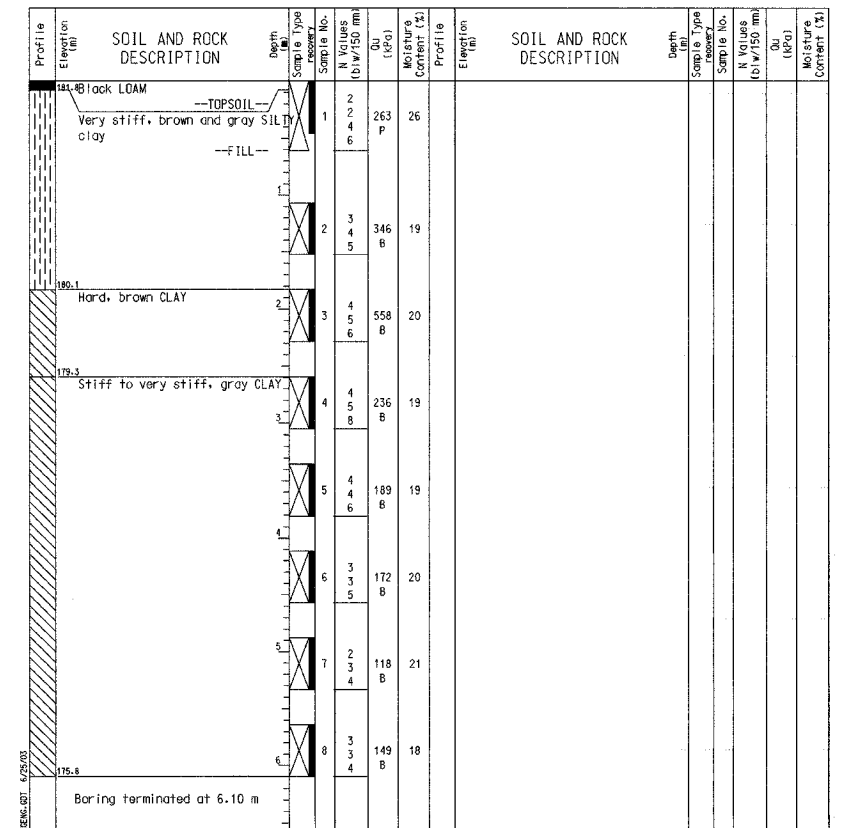 Profile
Elevation (m)
SOIL AND ROCK DESCRIPTION
Depth (m)
Sample Type recovery
Sample No.
N Values (blw/150 mm)
Qu (kPa)
Moisture Content (%)
Profile
Elevation (m)
SOIL AND ROCK DESCRIPTION
Depth (m)
Sample Type recovery
Sample No.
N Values (blw/150 mm)
Qu (kPa)
Moisture Content (%)
Black LOAM
--TOPSOIL--
Very stiff, brown and gray SILTY
clay
--FILL--
1
2
2
4
6
263
P
26
1
2
3
4
5
346
B
19
180.1
Hard, brown CLAY
2
3
4
5
6
558
B
20
179.3
Stiff to very stiff, gray CLAY
3
4
4
5
8
236
B
19
5
4
4
6
189
B
19
4
6
3
3
5
172
B
20
5
7
2
3
4
118
B
21
6
8
3
3
4
149
B
18
175.8
Boring terminated at 6.10 m
6/25/03